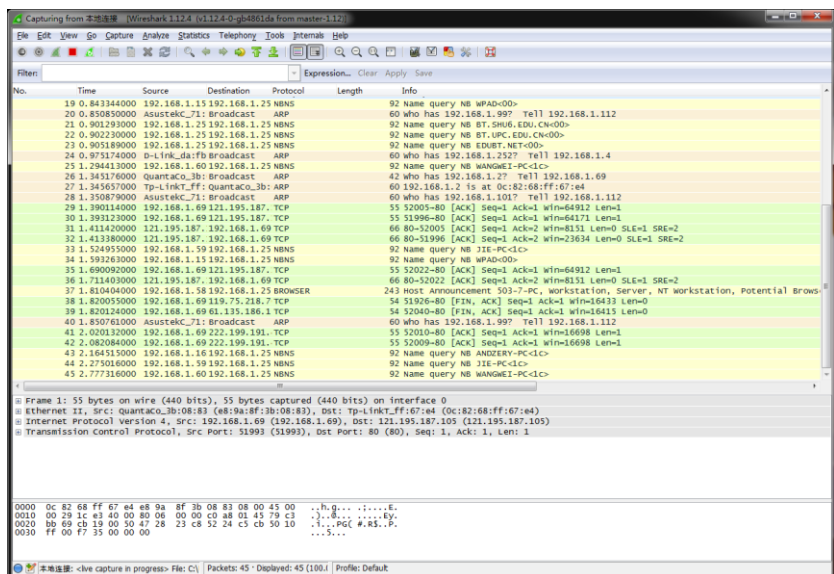 Capturing from 本地连接 [Wireshark 1.12.4 (v1.12.4-0-gb4861da from master-1.12)]
File Edit View Go Capture Analyze Statistics Telephony Tools Internals Help
Filter: Expression... Clear Apply Save
No. Time Source Destination Protocol Length Info
19 0.843344000 192.168.1.15 192.168.1.25 NBNS 92 Name query NB WPAD<00>
20 0.850850000 AsustekC_71: Broadcast ARP 60 Who has 192.168.1.99? Tell 192.168.1.112
21 0.901293000 192.168.1.25 192.168.1.25 NBNS 92 Name query NB BT.SHU6.EDU.CN<00>
22 0.902230000 192.168.1.25 192.168.1.25 NBNS 92 Name query NB BT.UPC.EDU.CN<00>
23 0.905189000 192.168.1.25 192.168.1.25 NBNS 92 Name query NB EDUBT.NET<00>
24 0.975174000 D-Link_da:fb Broadcast ARP 60 Who has 192.168.1.252? Tell 192.168.1.4
25 1.294413000 192.168.1.60 192.168.1.25 NBNS 92 Name query NB WANGWEI-PC<1c>
26 1.345176000 QuantaCo_3b: Broadcast ARP 42 Who has 192.168.1.2? Tell 192.168.1.69
27 1.345657000 Tp-LinkT_ff: QuantaCo_3b: ARP 60 192.168.1.2 is at 0c:82:68:ff:67:e4
28 1.350879000 AsustekC_71: Broadcast ARP 60 Who has 192.168.1.101? Tell 192.168.1.112
29 1.390114000 192.168.1.69 121.195.187. TCP 55 52005→80 [ACK] Seq=1 Ack=1 Win=64912 Len=1
30 1.393123000 192.168.1.69 121.195.187. TCP 55 51996→80 [ACK] Seq=1 Ack=1 Win=64171 Len=1
31 1.411420000 121.195.187. 192.168.1.69 TCP 66 80→52005 [ACK] Seq=1 Ack=2 Win=8151 Len=0 SLE=1 SRE=2
32 1.413380000 121.195.187. 192.168.1.69 TCP 66 80→51996 [ACK] Seq=1 Ack=2 Win=23634 Len=0 SLE=1 SRE=2
33 1.524955000 192.168.1.59 192.168.1.25 NBNS 92 Name query NB JIE-PC<1c>
34 1.593263000 192.168.1.15 192.168.1.25 NBNS 92 Name query NB WPAD<00>
35 1.690092000 192.168.1.69 121.195.187. TCP 55 52022→80 [ACK] Seq=1 Ack=1 Win=64912 Len=1
36 1.711403000 121.195.187. 192.168.1.69 TCP 66 80→52022 [ACK] Seq=1 Ack=2 Win=8151 Len=0 SLE=1 SRE=2
37 1.810404000 192.168.1.58 192.168.1.25 BROWSER 243 Host Announcement 503-7-PC, Workstation, Server, NT Workstation, Potential Brows
38 1.820055000 192.168.1.69 119.75.218.7 TCP 54 51926→80 [FIN, ACK] Seq=1 Ack=1 Win=16433 Len=0
39 1.820124000 192.168.1.69 61.135.186.1 TCP 54 52040→80 [FIN, ACK] Seq=1 Ack=1 Win=16415 Len=0
40 1.850761000 AsustekC_71: Broadcast ARP 60 Who has 192.168.1.99? Tell 192.168.1.112
41 2.020132000 192.168.1.69 222.199.191. TCP 55 52010→80 [ACK] Seq=1 Ack=1 Win=16698 Len=1
42 2.082084000 192.168.1.69 222.199.191. TCP 55 52009→80 [ACK] Seq=1 Ack=1 Win=16698 Len=1
43 2.164515000 192.168.1.16 192.168.1.25 NBNS 92 Name query NB ANDZERY-PC<1c>
44 2.275016000 192.168.1.59 192.168.1.25 NBNS 92 Name query NB JIE-PC<1c>
45 2.777316000 192.168.1.60 192.168.1.25 NBNS 92 Name query NB WANGWEI-PC<1c>
Frame 1: 55 bytes on wire (440 bits), 55 bytes captured (440 bits) on interface 0
Ethernet II, Src: QuantaCo_3b:08:83 (e8:9a:8f:3b:08:83), Dst: Tp-LinkT_ff:67:e4 (0c:82:68:ff:67:e4)
Internet Protocol Version 4, Src: 192.168.1.69 (192.168.1.69), Dst: 121.195.187.105 (121.195.187.105)
Transmission Control Protocol, Src Port: 51993 (51993), Dst Port: 80 (80), Seq: 1, Ack: 1, Len: 1
0000 0c 82 68 ff 67 e4 e8 9a 8f 3b 08 83 08 00 45 00 ..h.g... .;....E.
0010 00 29 1c e3 40 00 80 06 00 00 c0 a8 01 45 79 c3 .)..@... .....Ey.
0020 bb 69 cb 19 00 50 47 28 23 c8 52 24 c5 cb 50 10 .i...PG( #.R$..P.
0030 ff 00 f7 35 00 00 00 ...5...
本地连接: <live capture in progress> File: C:\ Packets: 45 · Displayed: 45 (100. Profile: Default